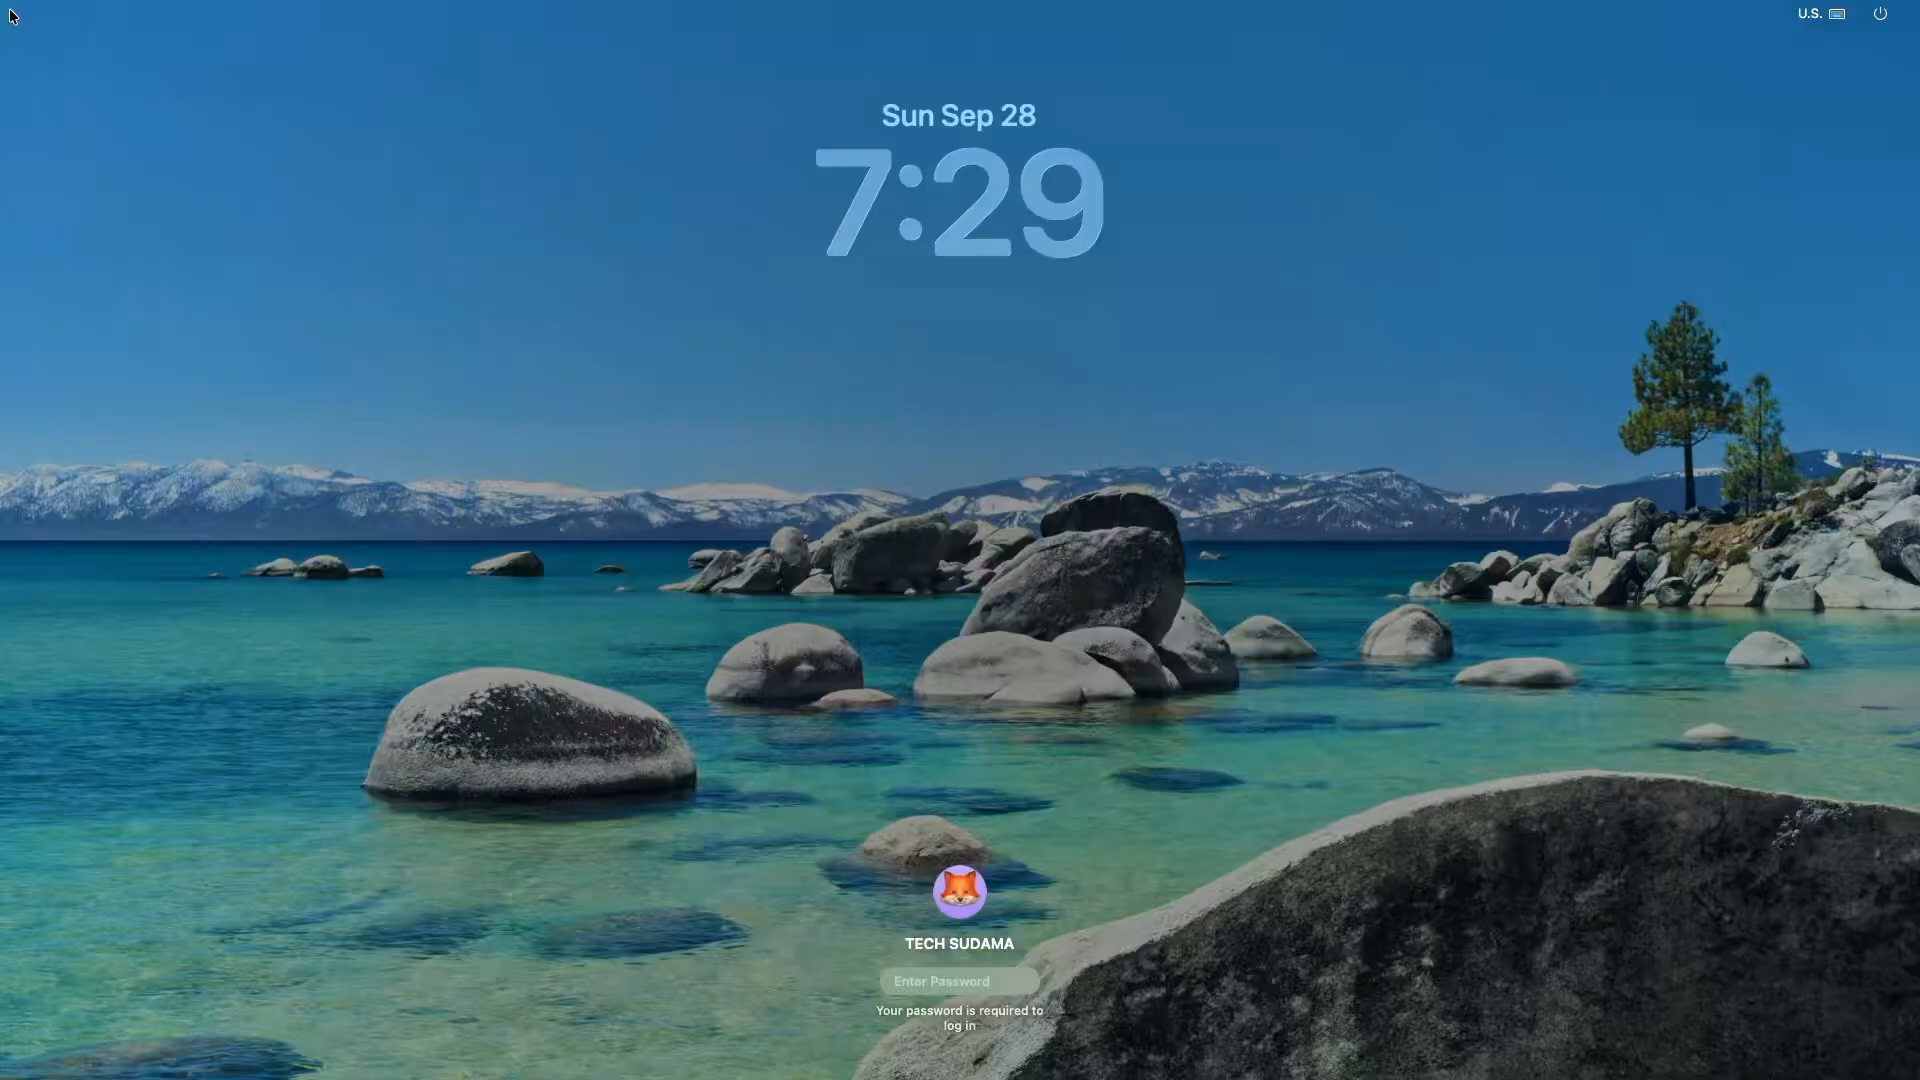 U.S.
Sun Sep 28
7:29
TECH SUDAMA
Enter Password
Your password is required to
log in